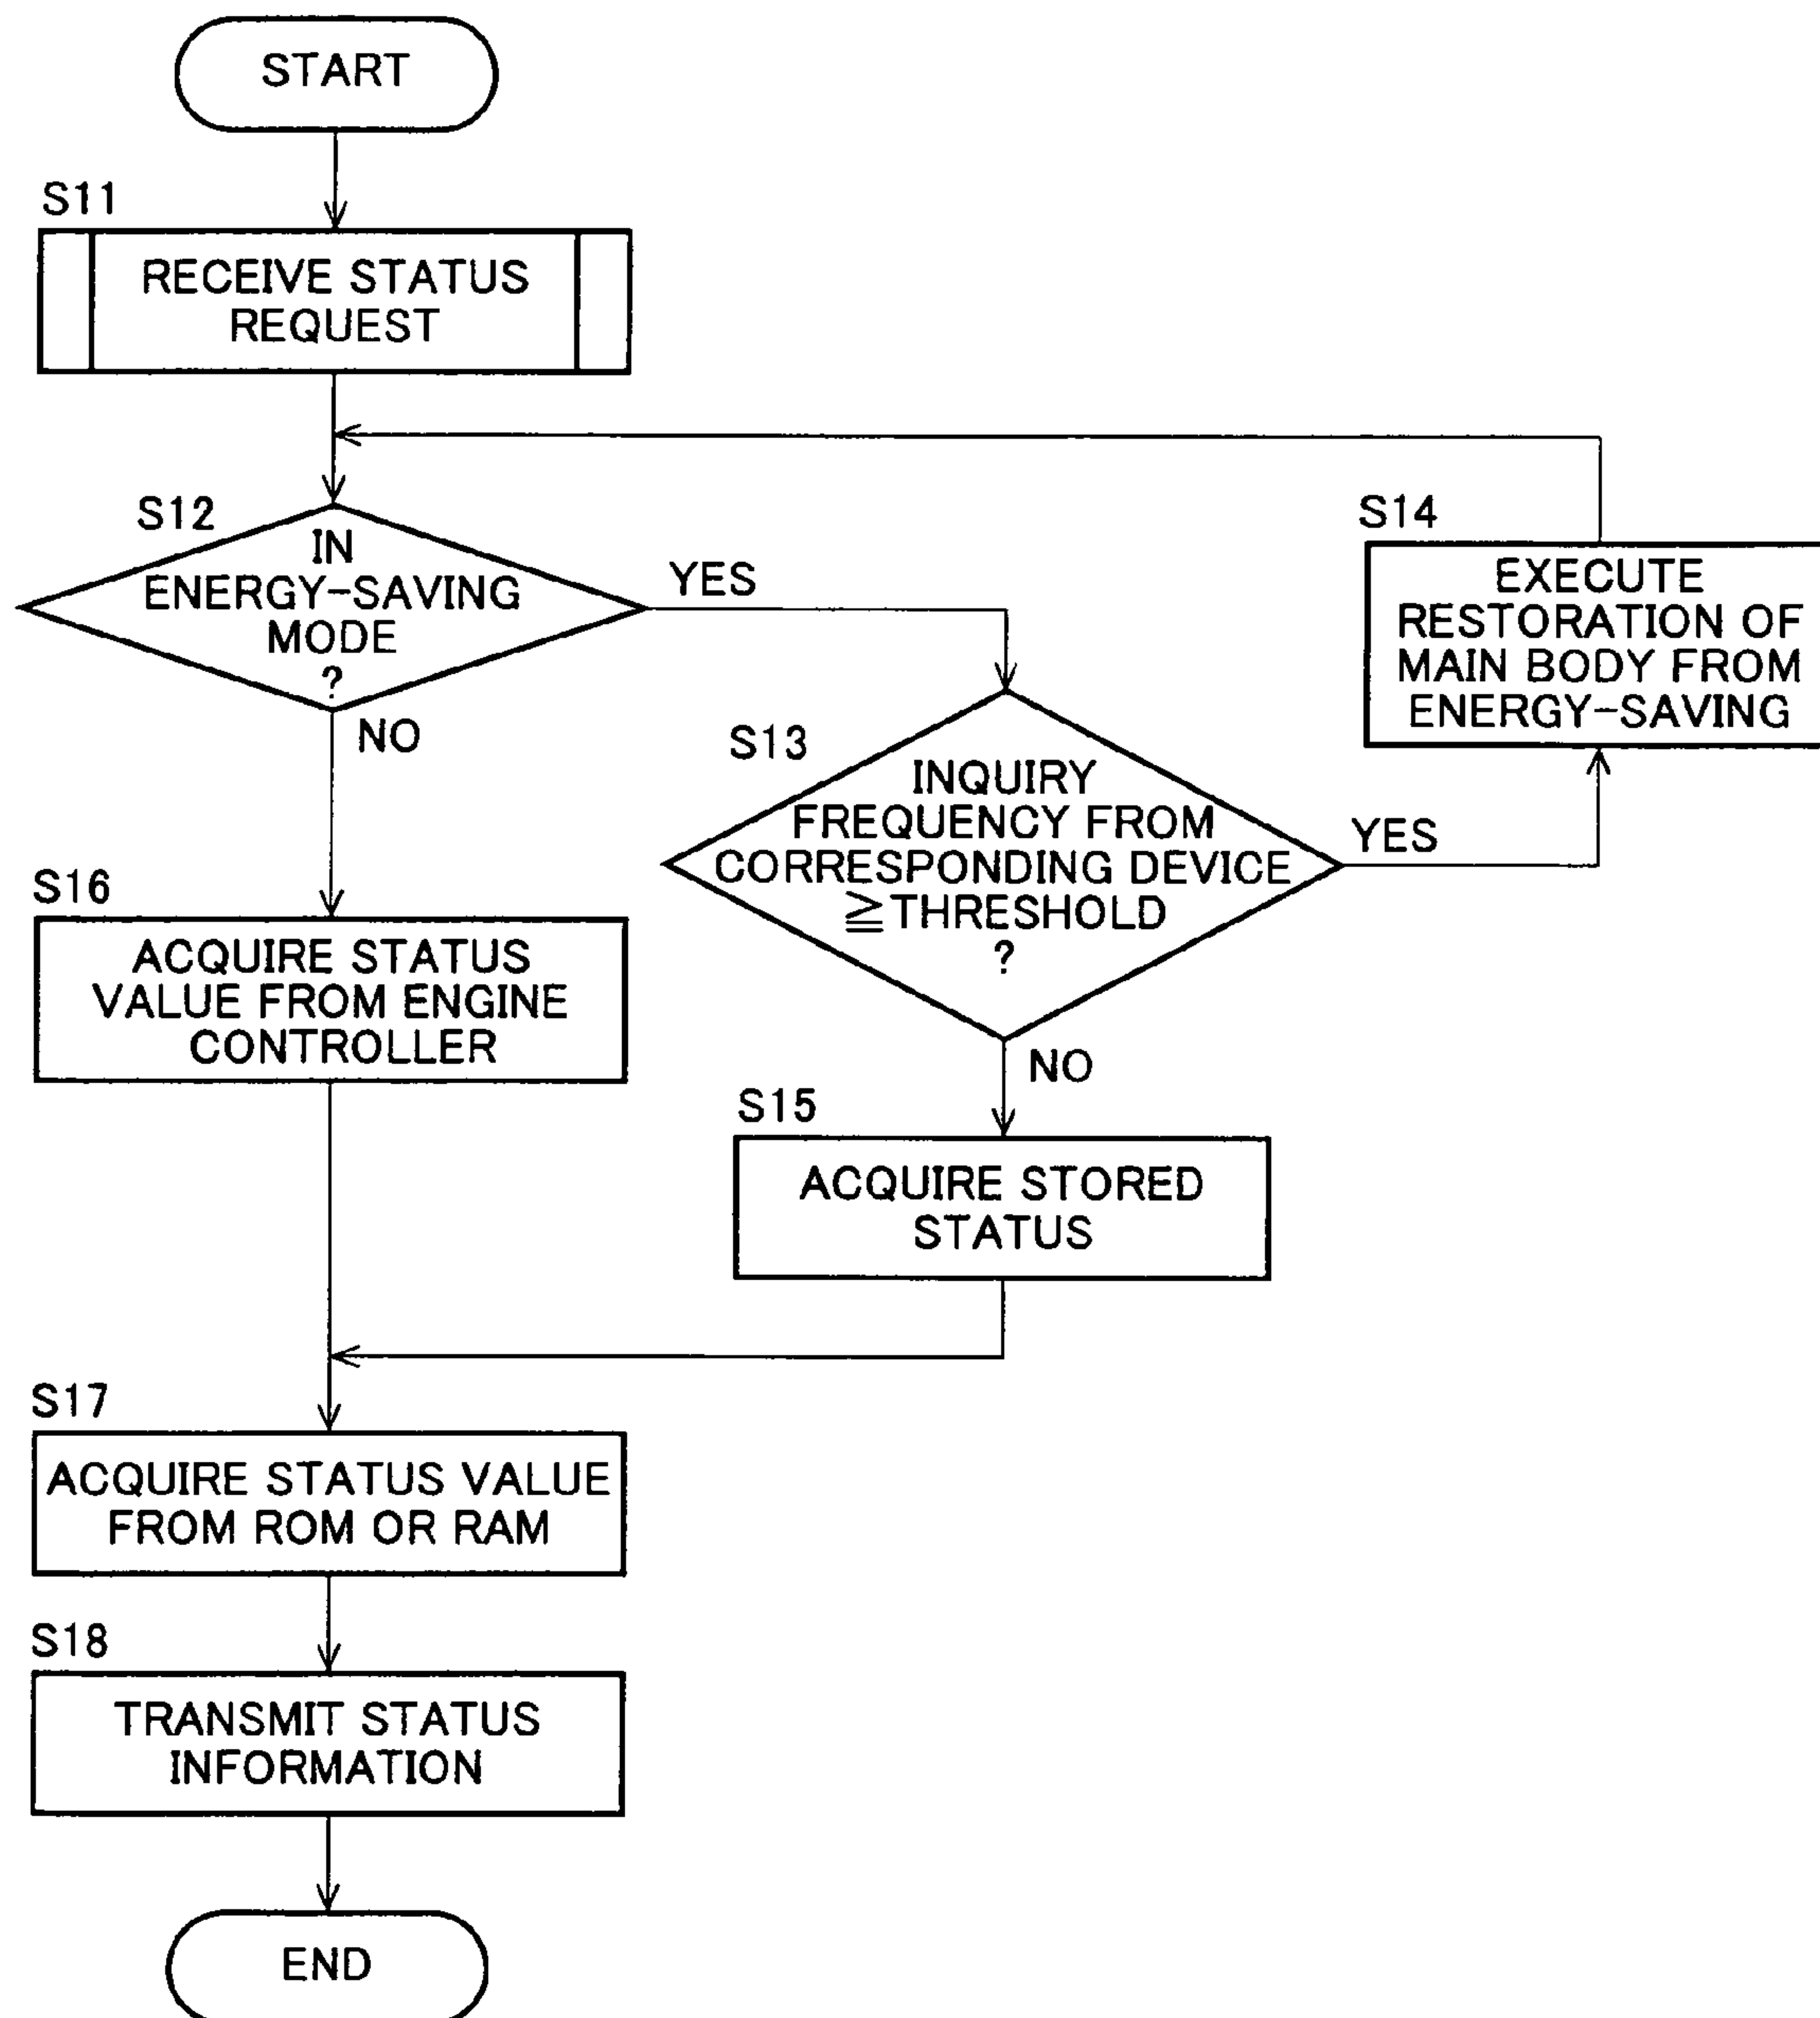 START
S11
RECEIVE STATUS
REQUEST
S12
IN
ENERGY-SAVING
MODE
?
YES
NO
S13
INQUIRY
FREQUENCY FROM
CORRESPONDING DEVICE
≧THRESHOLD
?
YES
NO
S14
EXECUTE
RESTORATION OF
MAIN BODY FROM
ENERGY-SAVING
S15
ACQUIRE STORED
STATUS
S16
ACQUIRE STATUS
VALUE FROM ENGINE
CONTROLLER
S17
ACQUIRE STATUS VALUE
FROM ROM OR RAM
S18
TRANSMIT STATUS
INFORMATION
END